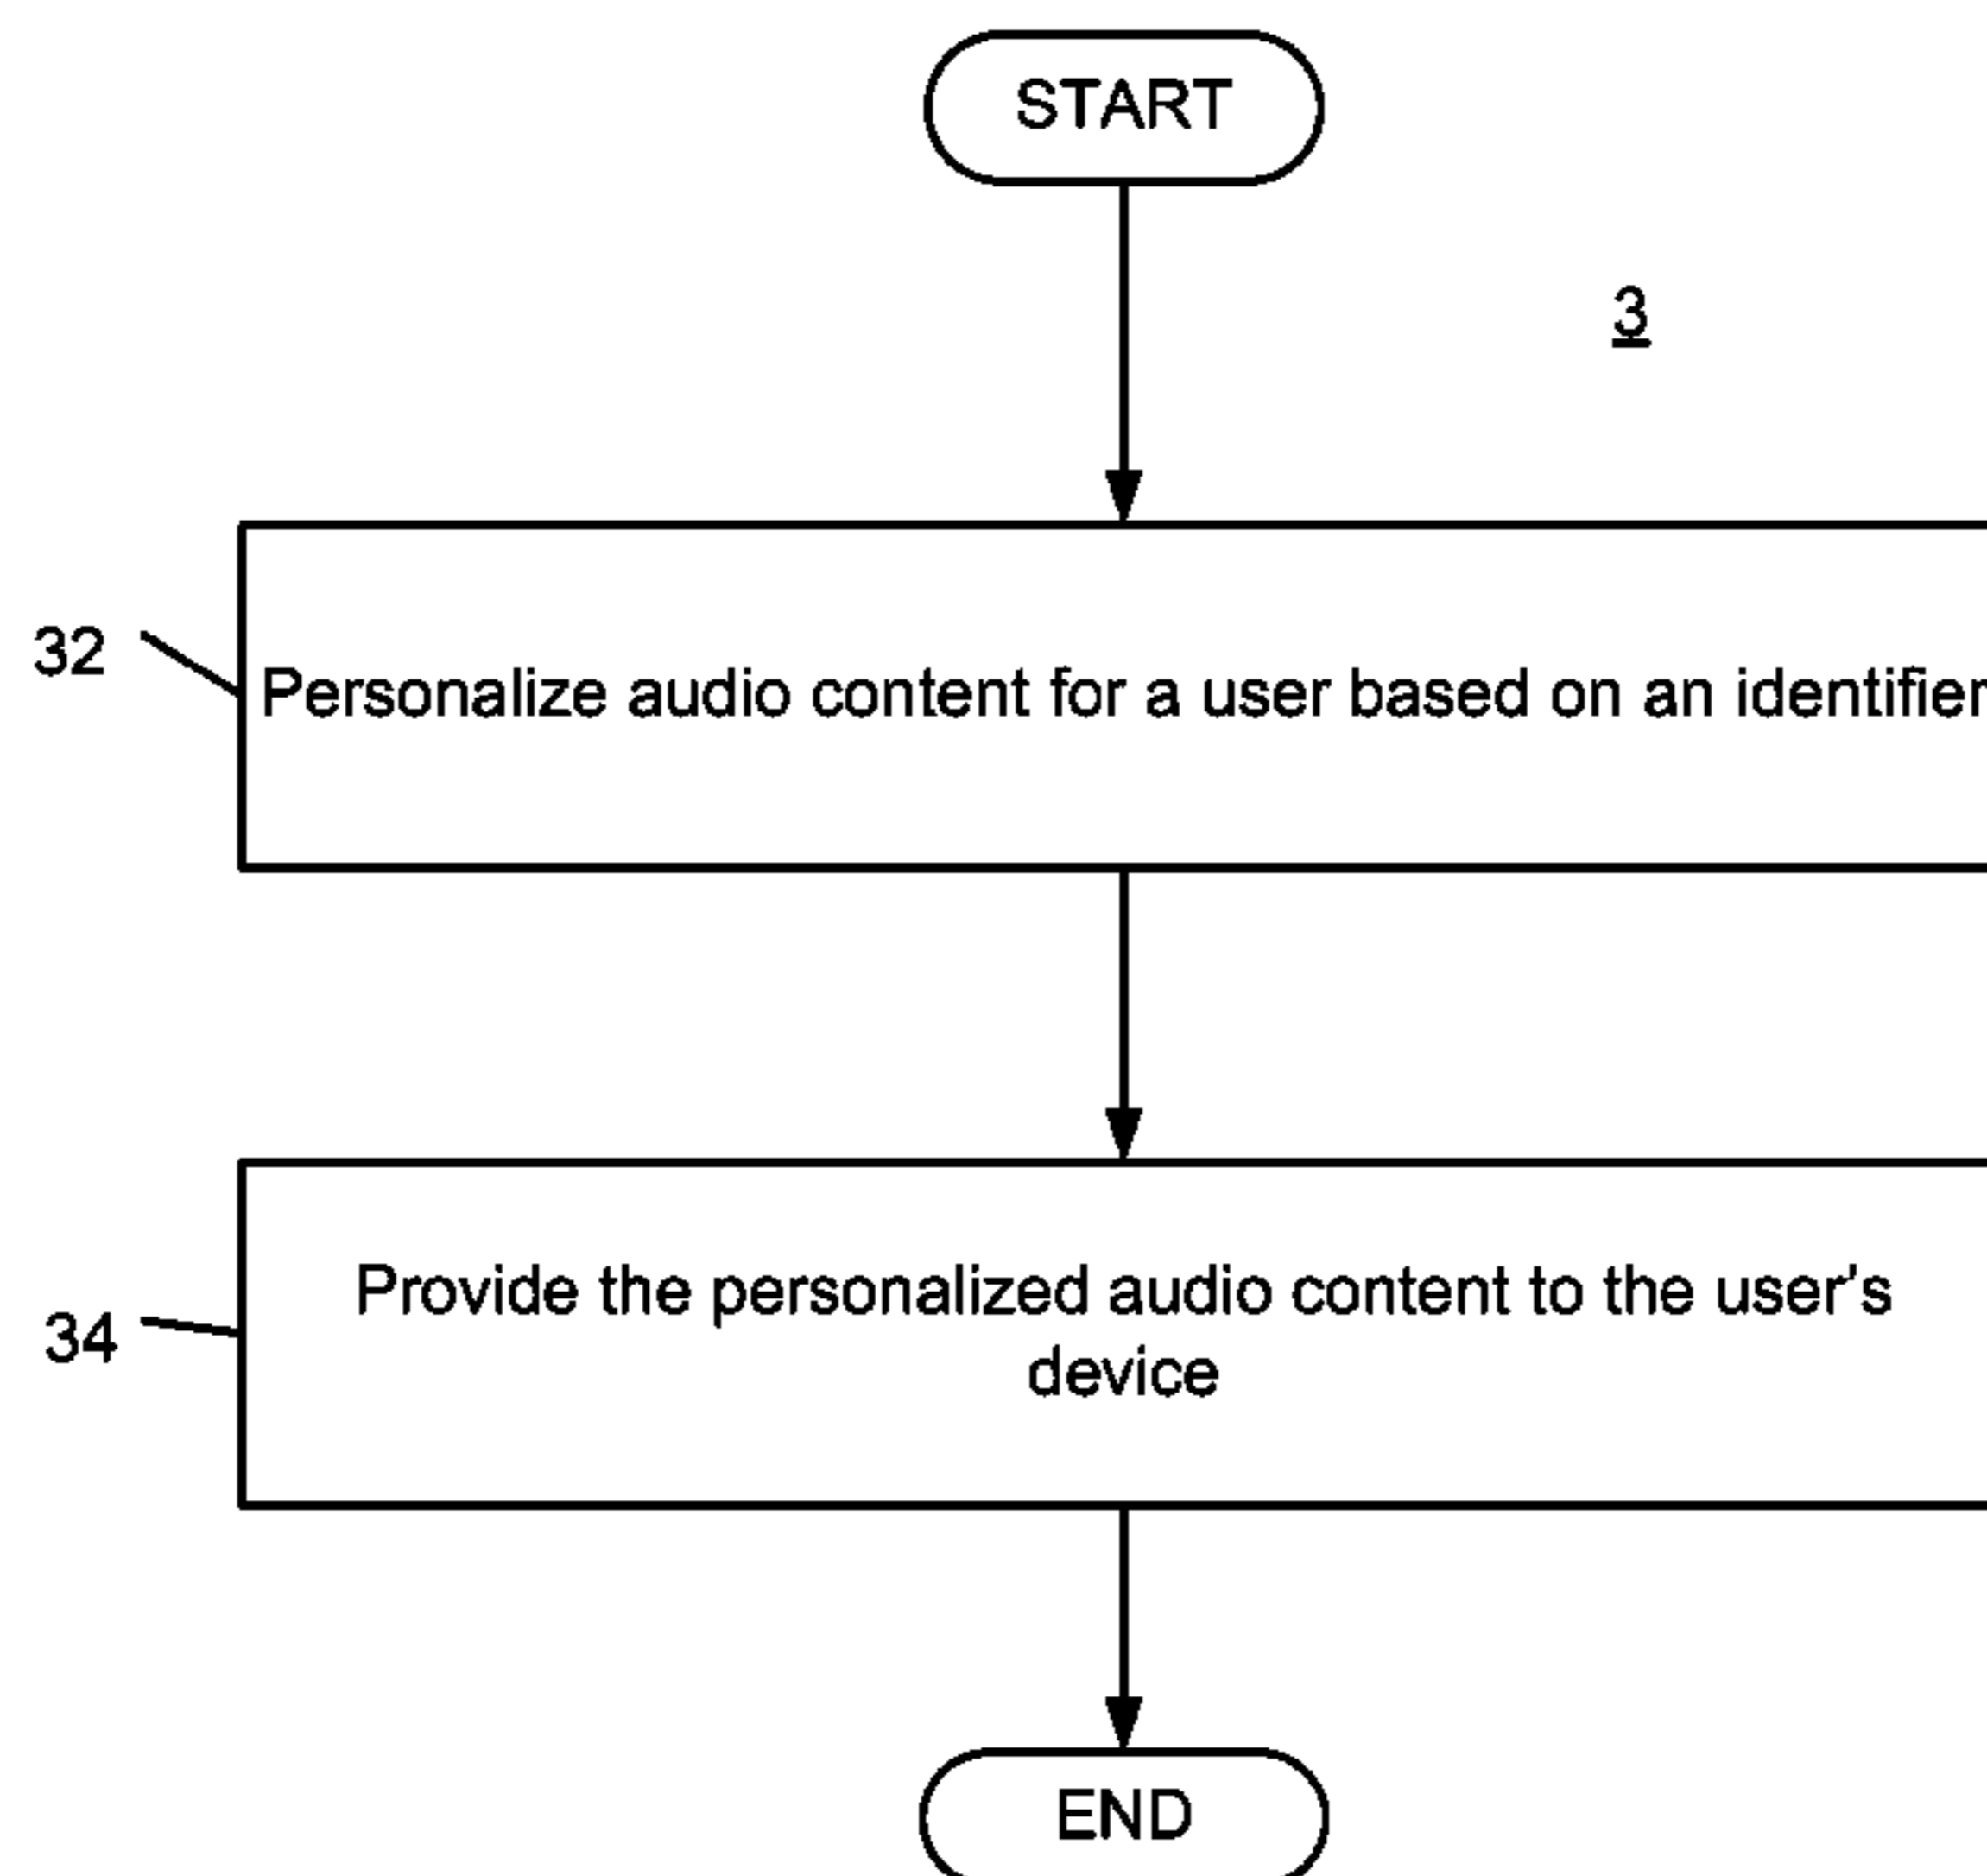 START
3
32
Personalize audio content for a user based on an identifier
34
Provide the personalized audio content to the user's
device
END